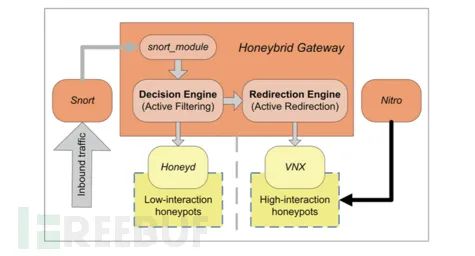 snort_module
Honeybrid Gateway
Snort
Decision Engine
(Active Filtering)
Redirection Engine
(Active Redirection)
Nitro
Inbound traffic
Honeyd
VNX
Low-interaction
honeypots
High-interaction
honeypots
FREEBUF